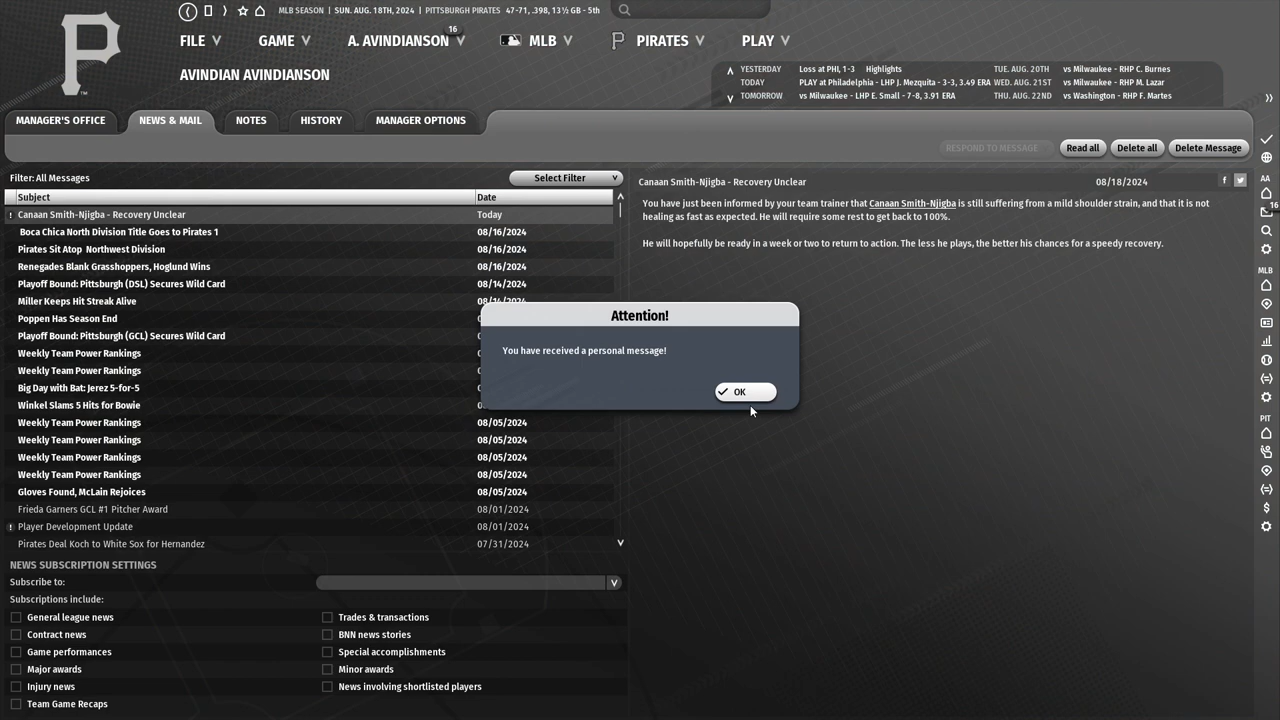 MLB SEASON | SUN. AUG. 18TH, 2024 | PITTSBURGH PIRATES 47-71, .398, 13½ GB - 5th
16
FILE GAME A. AVINDIANSON MLB PIRATES PLAY
P
AVINDIAN AVINDIANSON
YESTERDAY Loss at PHI, 1-3 Highlights TUE. AUG. 20TH vs Milwaukee - RHP C. Burnes
TODAY PLAY at Philadelphia - LHP J. Mezquita - 3-3, 3.49 ERA WED. AUG. 21ST vs Milwaukee - RHP M. Lazar
TOMORROW vs Milwaukee - LHP E. Small - 7-8, 3.91 ERA THU. AUG. 22ND vs Washington - RHP F. Martes
MANAGER'S OFFICE NEWS & MAIL NOTES HISTORY MANAGER OPTIONS
RESPOND TO MESSAGE Read all Delete all Delete Message
Filter: All Messages Select Filter
Subject Date
! Canaan Smith-Njigba - Recovery Unclear Today
Boca Chica North Division Title Goes to Pirates 1 08/16/2024
Pirates Sit Atop Northwest Division 08/16/2024
Renegades Blank Grasshoppers, Hoglund Wins 08/16/2024
Playoff Bound: Pittsburgh (DSL) Secures Wild Card 08/14/2024
Miller Keeps Hit Streak Alive 08/14/2024
Poppen Has Season End
Playoff Bound: Pittsburgh (GCL) Secures Wild Card
Weekly Team Power Rankings
Weekly Team Power Rankings
Big Day with Bat: Jerez 5-for-5
Winkel Slams 5 Hits for Bowie
Weekly Team Power Rankings 08/05/2024
Weekly Team Power Rankings 08/05/2024
Weekly Team Power Rankings 08/05/2024
Weekly Team Power Rankings 08/05/2024
Gloves Found, McLain Rejoices 08/05/2024
Frieda Garners GCL #1 Pitcher Award 08/01/2024
! Player Development Update 08/01/2024
Pirates Deal Koch to White Sox for Hernandez 07/31/2024
Canaan Smith-Njigba - Recovery Unclear 08/18/2024
You have just been informed by your team trainer that Canaan Smith-Njigba is still suffering from a mild shoulder strain, and that it is not
healing as fast as expected. He will require some rest to get back to 100%.
He will hopefully be ready in a week or two to return to action. The less he plays, the better his chances for a speedy recovery.
Attention!
You have received a personal message!
OK
NEWS SUBSCRIPTION SETTINGS
Subscribe to:
Subscriptions include:
General league news Trades & transactions
Contract news BNN news stories
Game performances Special accomplishments
Major awards Minor awards
Injury news News involving shortlisted players
Team Game Recaps
AA
16
MLB
PIT